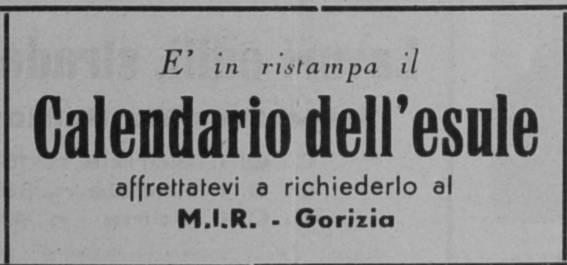 E' in ristampa il
Calendario dell'esule
affrettatevi a richiederlo al
M.I.R. - Gorizia